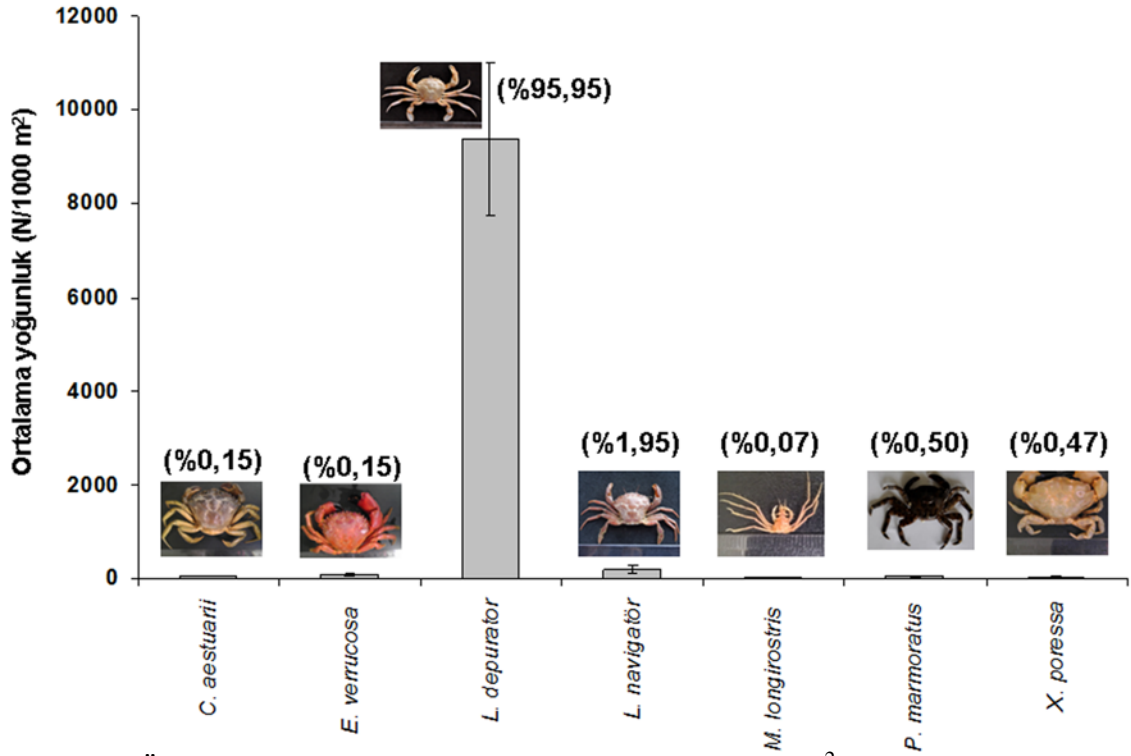 Ortalama yoğunluk (N/1000 m²)
12000
10000
8000
6000
4000
2000
0
(%0,15)
(%0,15)
(%95,95)
(%1,95)
(%0,07)
(%0,50)
(%0,47)
C. aestuarii
E. verrucosa
L. depurator
L. navigatör
M. longirostris
P. marmoratus
X. poressa